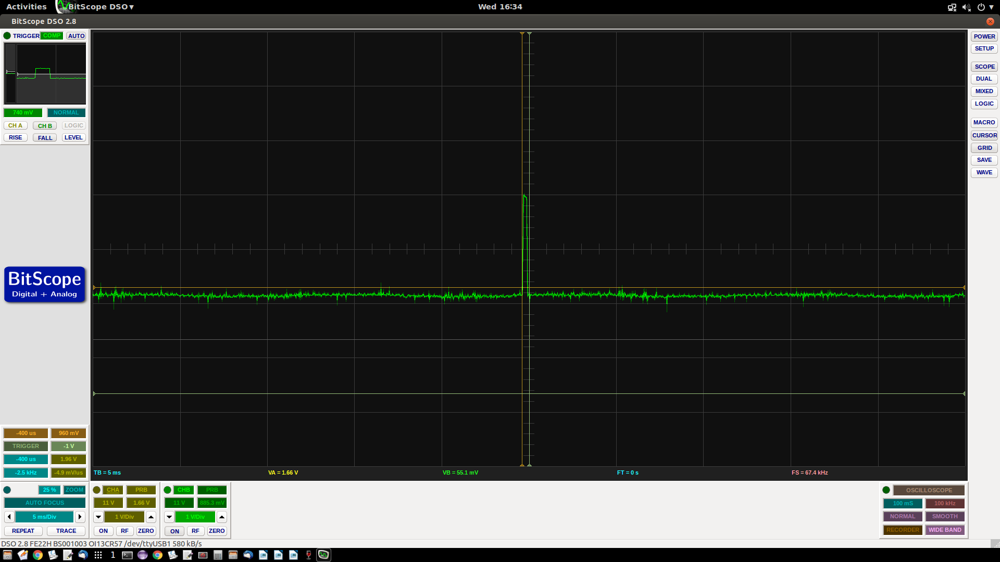 Activities BitScope DSO ▾ Wed 16:34
BitScope DSO 2.8
TRIGGER COMP AUTO
740 mV NORMAL
CH A CH B LOGIC
RISE FALL LEVEL
BitScope
Digital + Analog
-400 us 960 mV
TRIGGER -1 V
-400 us 1.96 V
-2.5 kHz -4.9 mV/us
25 % ZOOM
AUTO FOCUS
5 ms/Div
REPEAT TRACE
TB = 5 ms VA = 1.66 V VB = 55.1 mV FT = 0 s FS = 67.4 kHz
CHA PRB
11 V 1.66 V
1 V/Div
ON RF ZERO
CHB PRB
11 V 885.3 mV
1 V/Div
ON RF ZERO
POWER
SETUP
SCOPE
DUAL
MIXED
LOGIC
MACRO
CURSOR
GRID
SAVE
WAVE
OSCILLOSCOPE
100 mS 100 kHz
NORMAL SMOOTH
RECORDER WIDE BAND
DSO 2.8 FE22H BS001003 OI13CR57 /dev/ttyUSB1 580 kB/s
1